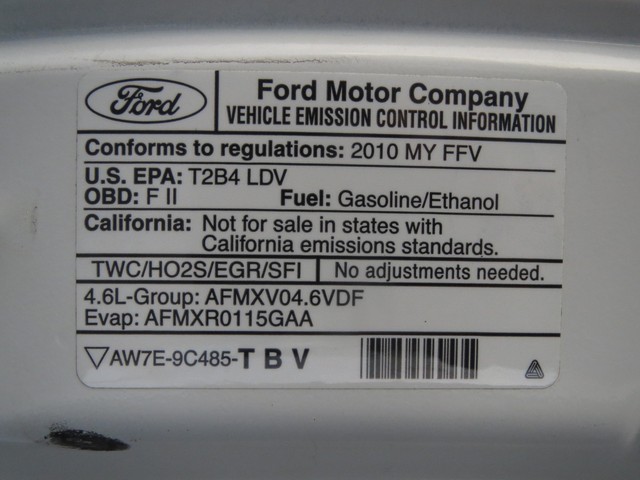 Ford
Ford Motor Company
VEHICLE EMISSION CONTROL INFORMATION
Conforms to regulations: 2010 MY FFV
U.S. EPA: T2B4 LDV
OBD: F II Fuel: Gasoline/Ethanol
California: Not for sale in states with
California emissions standards.
TWC/HO2S/EGR/SFI No adjustments needed.
4.6L-Group: AFMXV04.6VDF
Evap: AFMXR0115GAA
AW7E-9C485-T B V